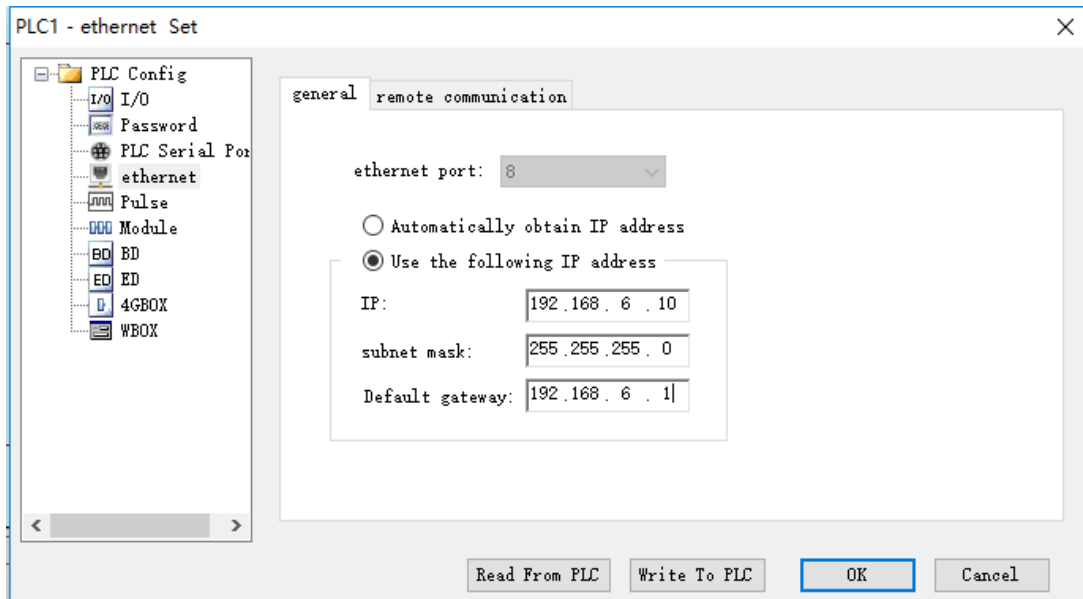 PLC1 - ethernet Set
PLC Config
I/O I/O
Password
PLC Serial Por
ethernet
Pulse
Module
BD BD
ED ED
4GBOX
WBOX
general remote communication
ethernet port: 8
Automatically obtain IP address
Use the following IP address
IP: 192 .168 . 6 . 10
subnet mask: 255 .255 .255 . 0
Default gateway: 192 .168 . 6 . 1
Read From PLC Write To PLC OK Cancel